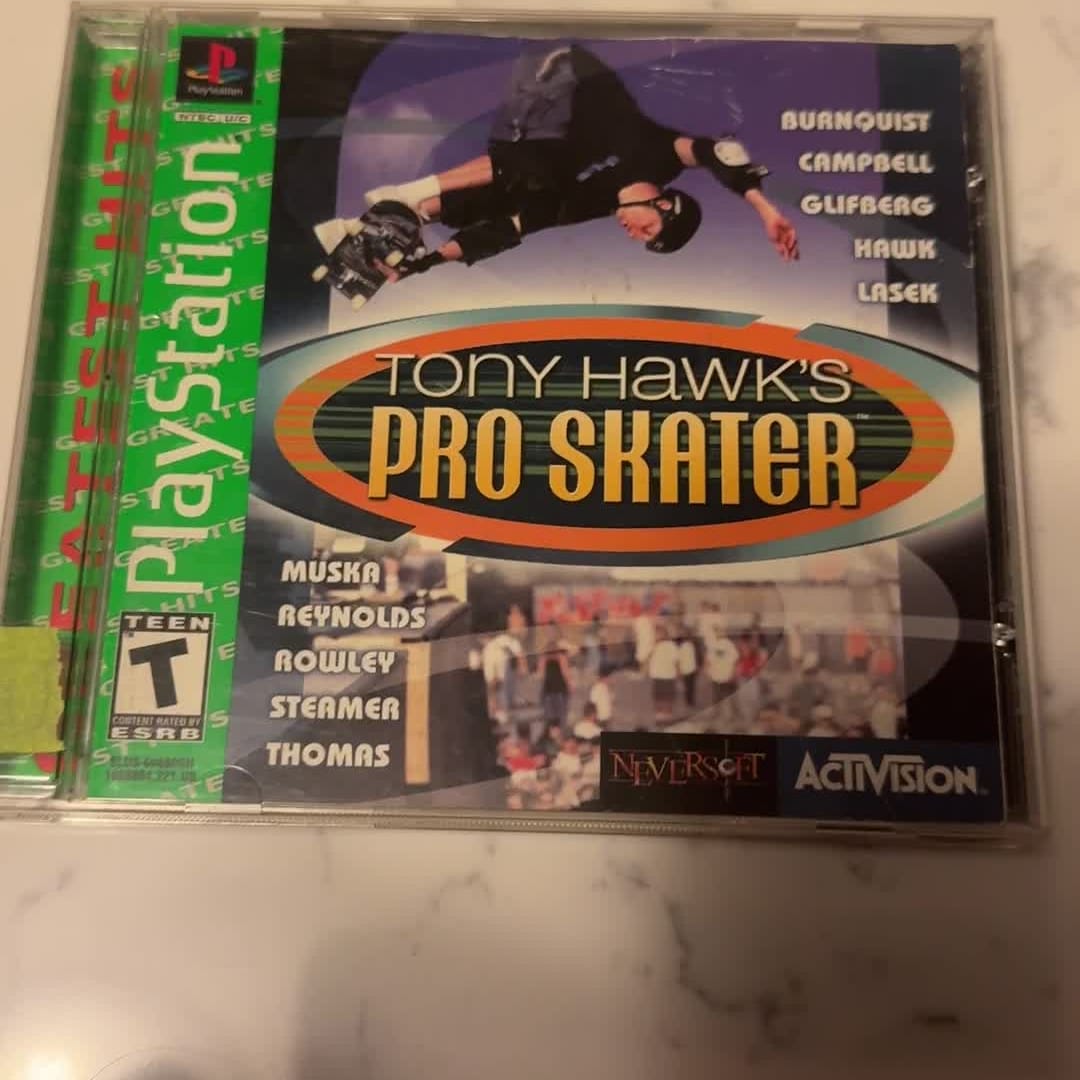 GREATEST HITS
PlayStation
NTSC U/C
PlayStation
BURNQUIST
CAMPBELL
GLIFBERG
HAWK
LASEK
TONY HAWK'S
PRO SKATER™
MUSKA
REYNOLDS
ROWLEY
STEAMER
THOMAS
TEEN
T
CONTENT RATED BY
ESRB
NEVERSOFT
ACTIVISION